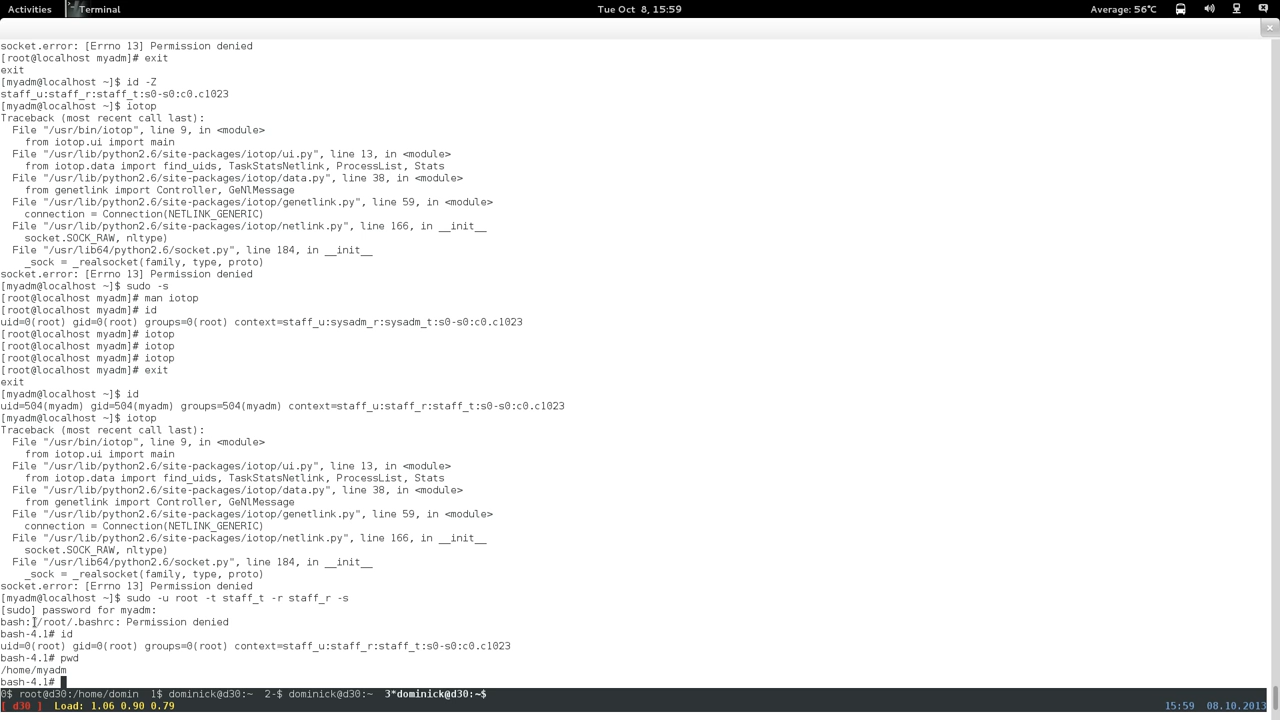 Activities Terminal Tue Oct 8, 15:59 Average: 56°C
socket.error: [Errno 13] Permission denied
[root@localhost myadm]# exit
exit
[myadm@localhost ~]$ id -Z
staff_u:staff_r:staff_t:s0-s0:c0.c1023
[myadm@localhost ~]$ iotop
Traceback (most recent call last):
  File "/usr/bin/iotop", line 9, in <module>
    from iotop.ui import main
  File "/usr/lib/python2.6/site-packages/iotop/ui.py", line 13, in <module>
    from iotop.data import find_uids, TaskStatsNetlink, ProcessList, Stats
  File "/usr/lib/python2.6/site-packages/iotop/data.py", line 38, in <module>
    from genetlink import Controller, GeNlMessage
  File "/usr/lib/python2.6/site-packages/iotop/genetlink.py", line 59, in <module>
    connection = Connection(NETLINK_GENERIC)
  File "/usr/lib/python2.6/site-packages/iotop/netlink.py", line 166, in __init__
    socket.SOCK_RAW, nltype)
  File "/usr/lib64/python2.6/socket.py", line 184, in __init__
    _sock = _realsocket(family, type, proto)
socket.error: [Errno 13] Permission denied
[myadm@localhost ~]$ sudo -s
[root@localhost myadm]# man iotop
[root@localhost myadm]# id
uid=0(root) gid=0(root) groups=0(root) context=staff_u:sysadm_r:sysadm_t:s0-s0:c0.c1023
[root@localhost myadm]# iotop
[root@localhost myadm]# iotop
[root@localhost myadm]# iotop
[root@localhost myadm]# exit
exit
[myadm@localhost ~]$ id
uid=504(myadm) gid=504(myadm) groups=504(myadm) context=staff_u:staff_r:staff_t:s0-s0:c0.c1023
[myadm@localhost ~]$ iotop
Traceback (most recent call last):
  File "/usr/bin/iotop", line 9, in <module>
    from iotop.ui import main
  File "/usr/lib/python2.6/site-packages/iotop/ui.py", line 13, in <module>
    from iotop.data import find_uids, TaskStatsNetlink, ProcessList, Stats
  File "/usr/lib/python2.6/site-packages/iotop/data.py", line 38, in <module>
    from genetlink import Controller, GeNlMessage
  File "/usr/lib/python2.6/site-packages/iotop/genetlink.py", line 59, in <module>
    connection = Connection(NETLINK_GENERIC)
  File "/usr/lib/python2.6/site-packages/iotop/netlink.py", line 166, in __init__
    socket.SOCK_RAW, nltype)
  File "/usr/lib64/python2.6/socket.py", line 184, in __init__
    _sock = _realsocket(family, type, proto)
socket.error: [Errno 13] Permission denied
[myadm@localhost ~]$ sudo -u root -t staff_t -r staff_r -s
[sudo] password for myadm:
bash: /root/.bashrc: Permission denied
bash-4.1# id
uid=0(root) gid=0(root) groups=0(root) context=staff_u:staff_r:staff_t:s0-s0:c0.c1023
bash-4.1# pwd
/home/myadm
bash-4.1#
0$ root@d30:/home/domin  1$ dominick@d30:~  2-$ dominick@d30:~  3*dominick@d30:~$
[ d30 ]  Load: 1.06 0.90 0.79 15:59  08.10.2013